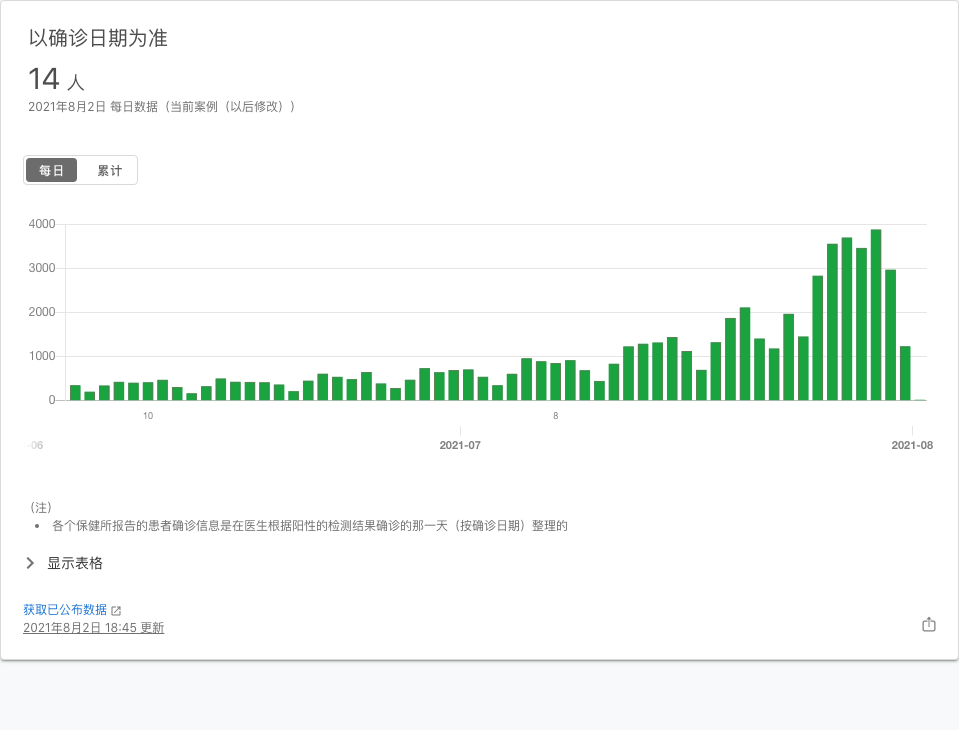 以确诊日期为准
14 人
2021年8月2日 每日数据（当前案例（以后修改））
每日 累计
4000
3000
2000
1000
0
10 8
-06 2021-07 2021-08
（注）
• 各个保健所报告的患者确诊信息是在医生根据阳性的检测结果确诊的那一天（按确诊日期）整理的
显示表格
获取已公布数据
2021年8月2日 18:45 更新